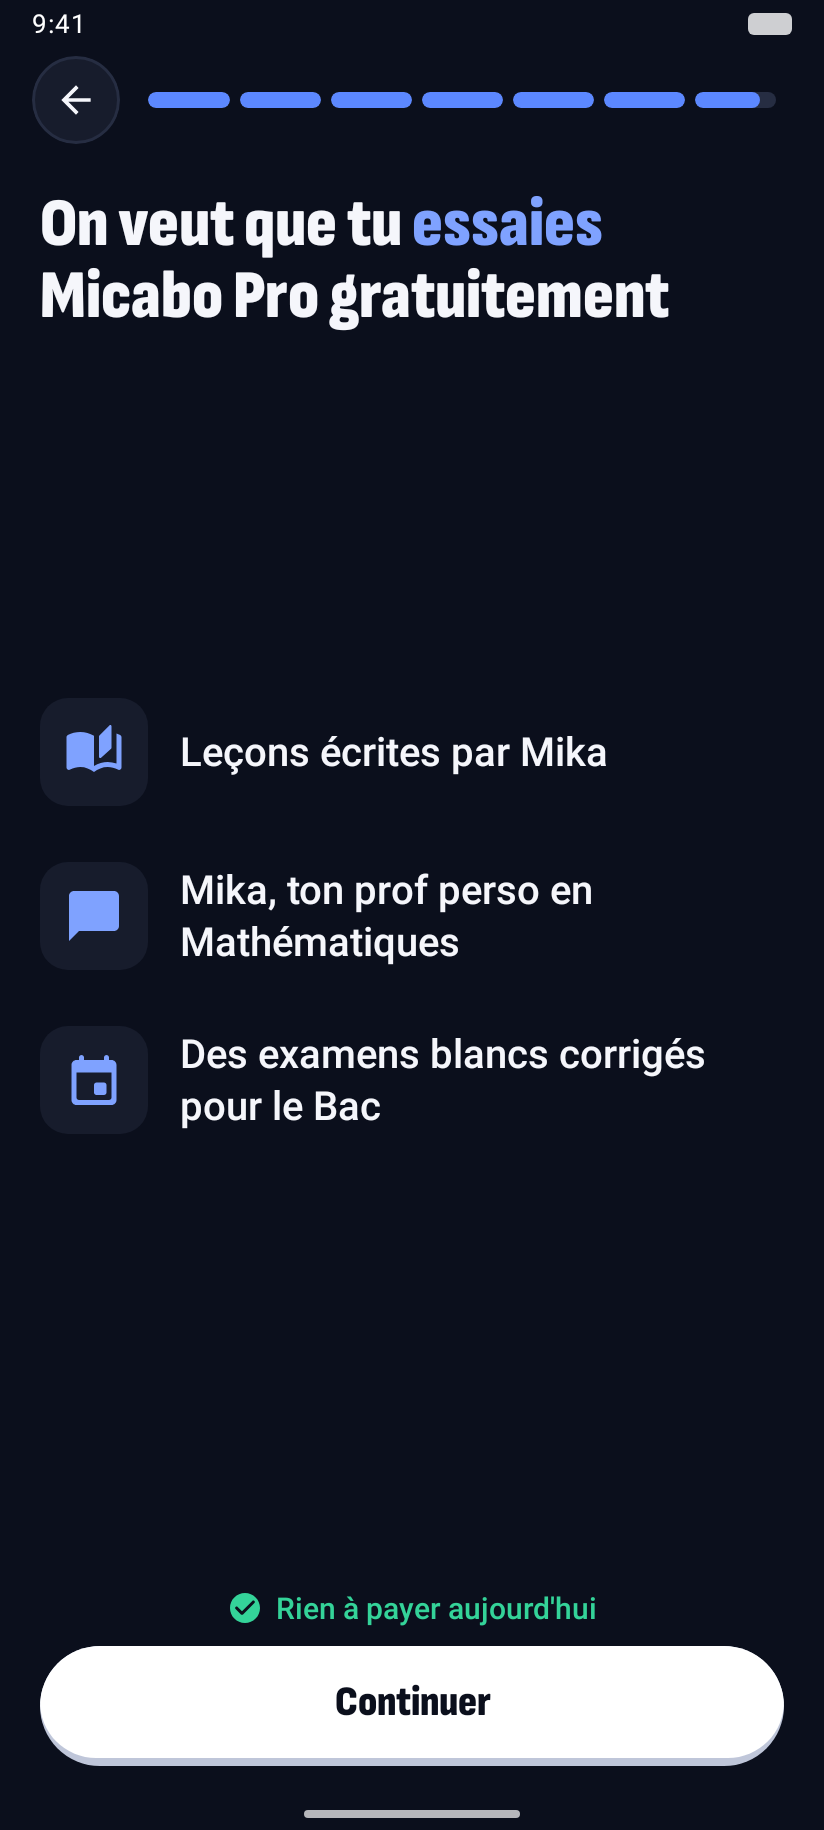 9:41
On veut que tu essaies
Micabo Pro gratuitement
Leçons écrites par Mika
Mika, ton prof perso en
Mathématiques
Des examens blancs corrigés
pour le Bac
Rien à payer aujourd'hui
Continuer